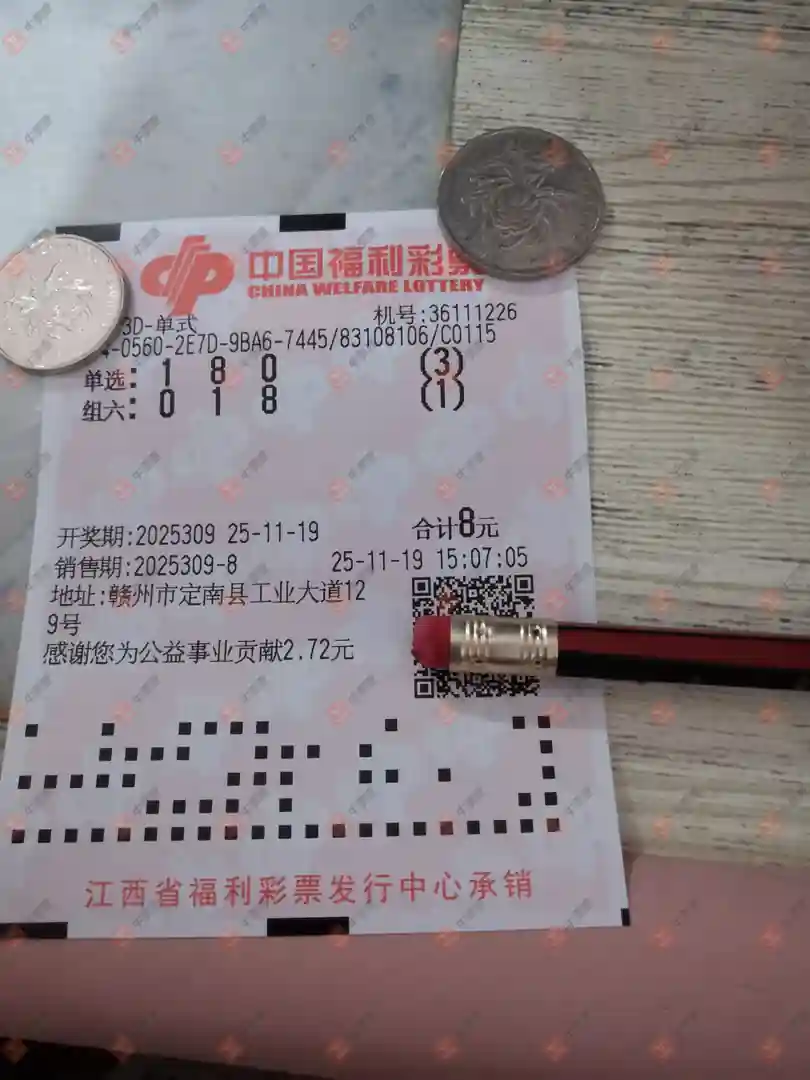 中国福利彩票
CHINA WELFARE LOTTERY
3D-单式 机号:36111226
-0560-2E7D-9BA6-7445/83108106/C0115
单选: 1 8 0 (3)
组六: 0 1 8 (1)
开奖期:2025309 25-11-19 合计8元
销售期:2025309-8 25-11-19 15:07:05
地址:赣州市定南县工业大道12
9号
感谢您为公益事业贡献2.72元
江西省福利彩票发行中心承销